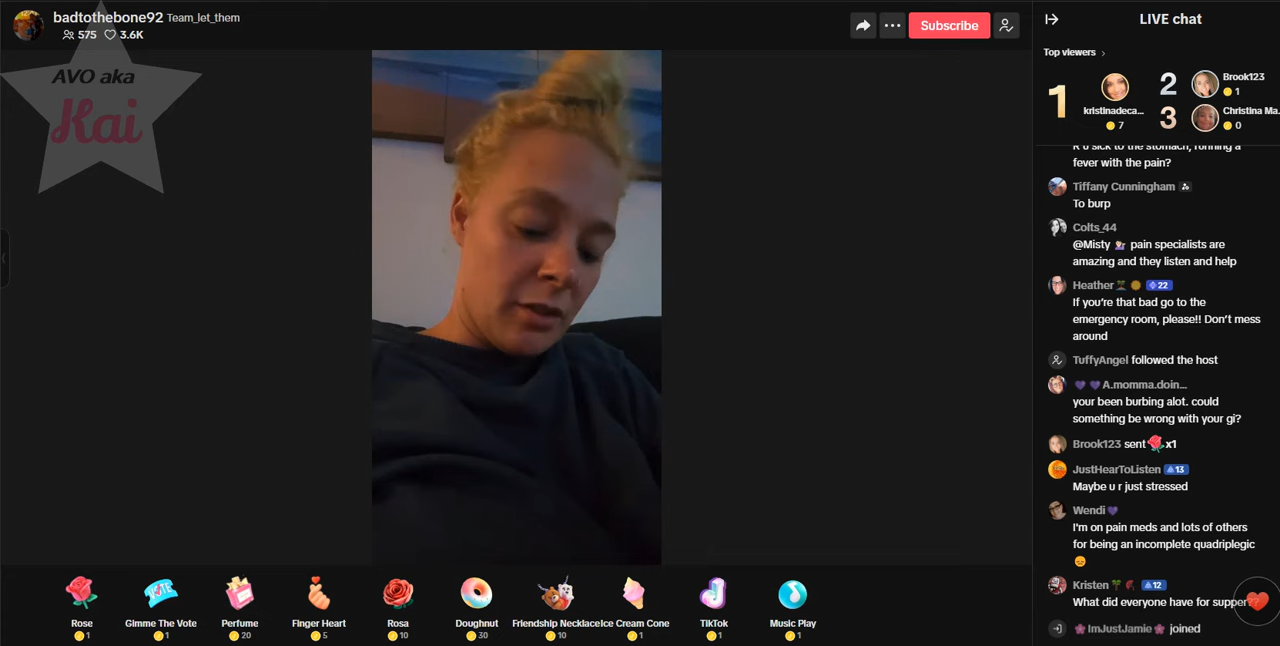 badtothebone92 Team_let_them
575 3.6K
Subscribe
AVO aka
Kai
LIVE chat
Top viewers
1
kristinadeca...
7
2
Brook123
1
3
Christina Ma.
0
R u sick to the stomach, running a
fever with the pain?
Tiffany Cunningham
To burp
Colts_44
@Misty pain specialists are
amazing and they listen and help
Heather 22
If you're that bad go to the
emergency room, please!! Don't mess
around
TuffyAngel followed the host
A.momma.doin...
your been burbing alot. could
something be wrong with your gi?
Brook123 sent x1
JustHearToListen 13
Maybe u r just stressed
Wendi
I'm on pain meds and lots of others
for being an incomplete quadriplegic
Kristen 12
What did everyone have for supper
ImJustJamie joined
Rose
1
Gimme The Vote
1
Perfume
20
Finger Heart
5
Rosa
10
Doughnut
30
Friendship Necklace
10
Ice Cream Cone
1
TikTok
1
Music Play
1